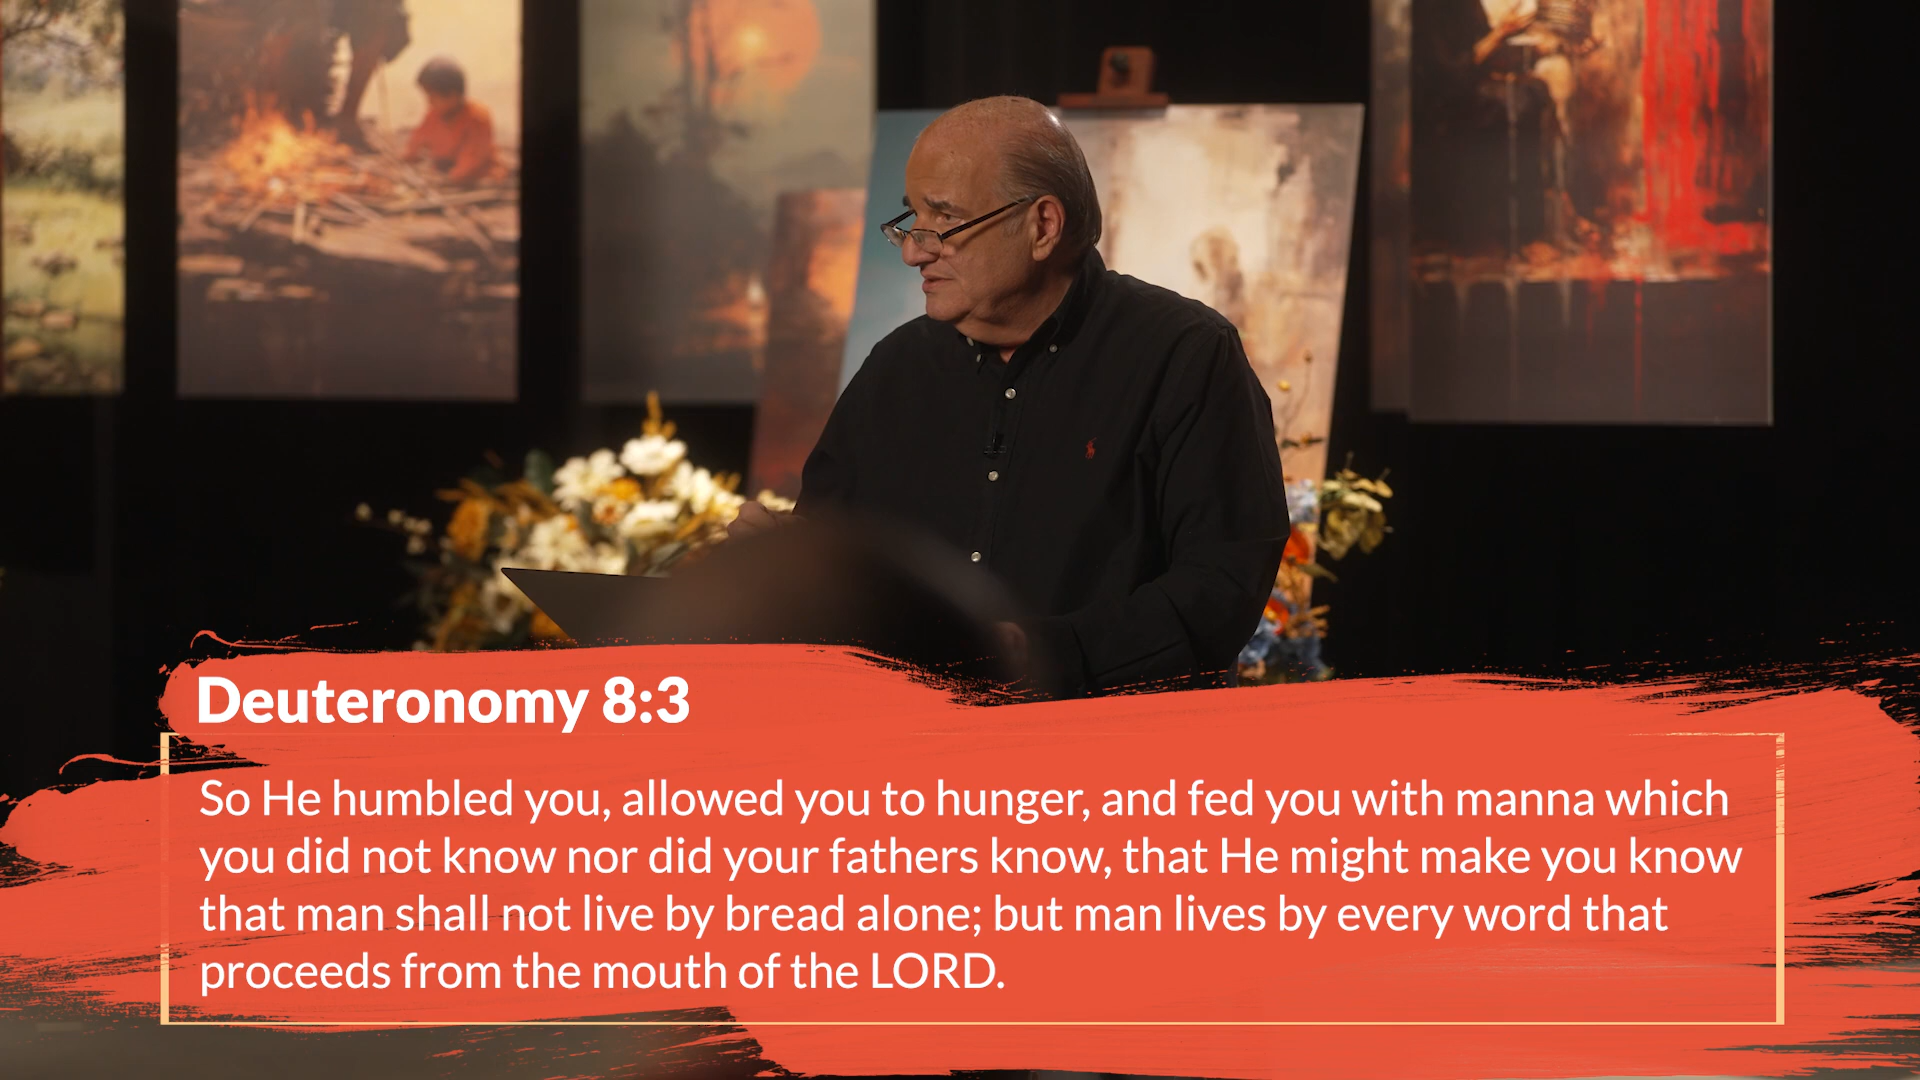 Deuteronomy 8:3
So He humbled you, allowed you to hunger, and fed you with manna which
you did not know nor did your fathers know, that He might make you know
that man shall not live by bread alone; but man lives by every word that
proceeds from the mouth of the LORD.